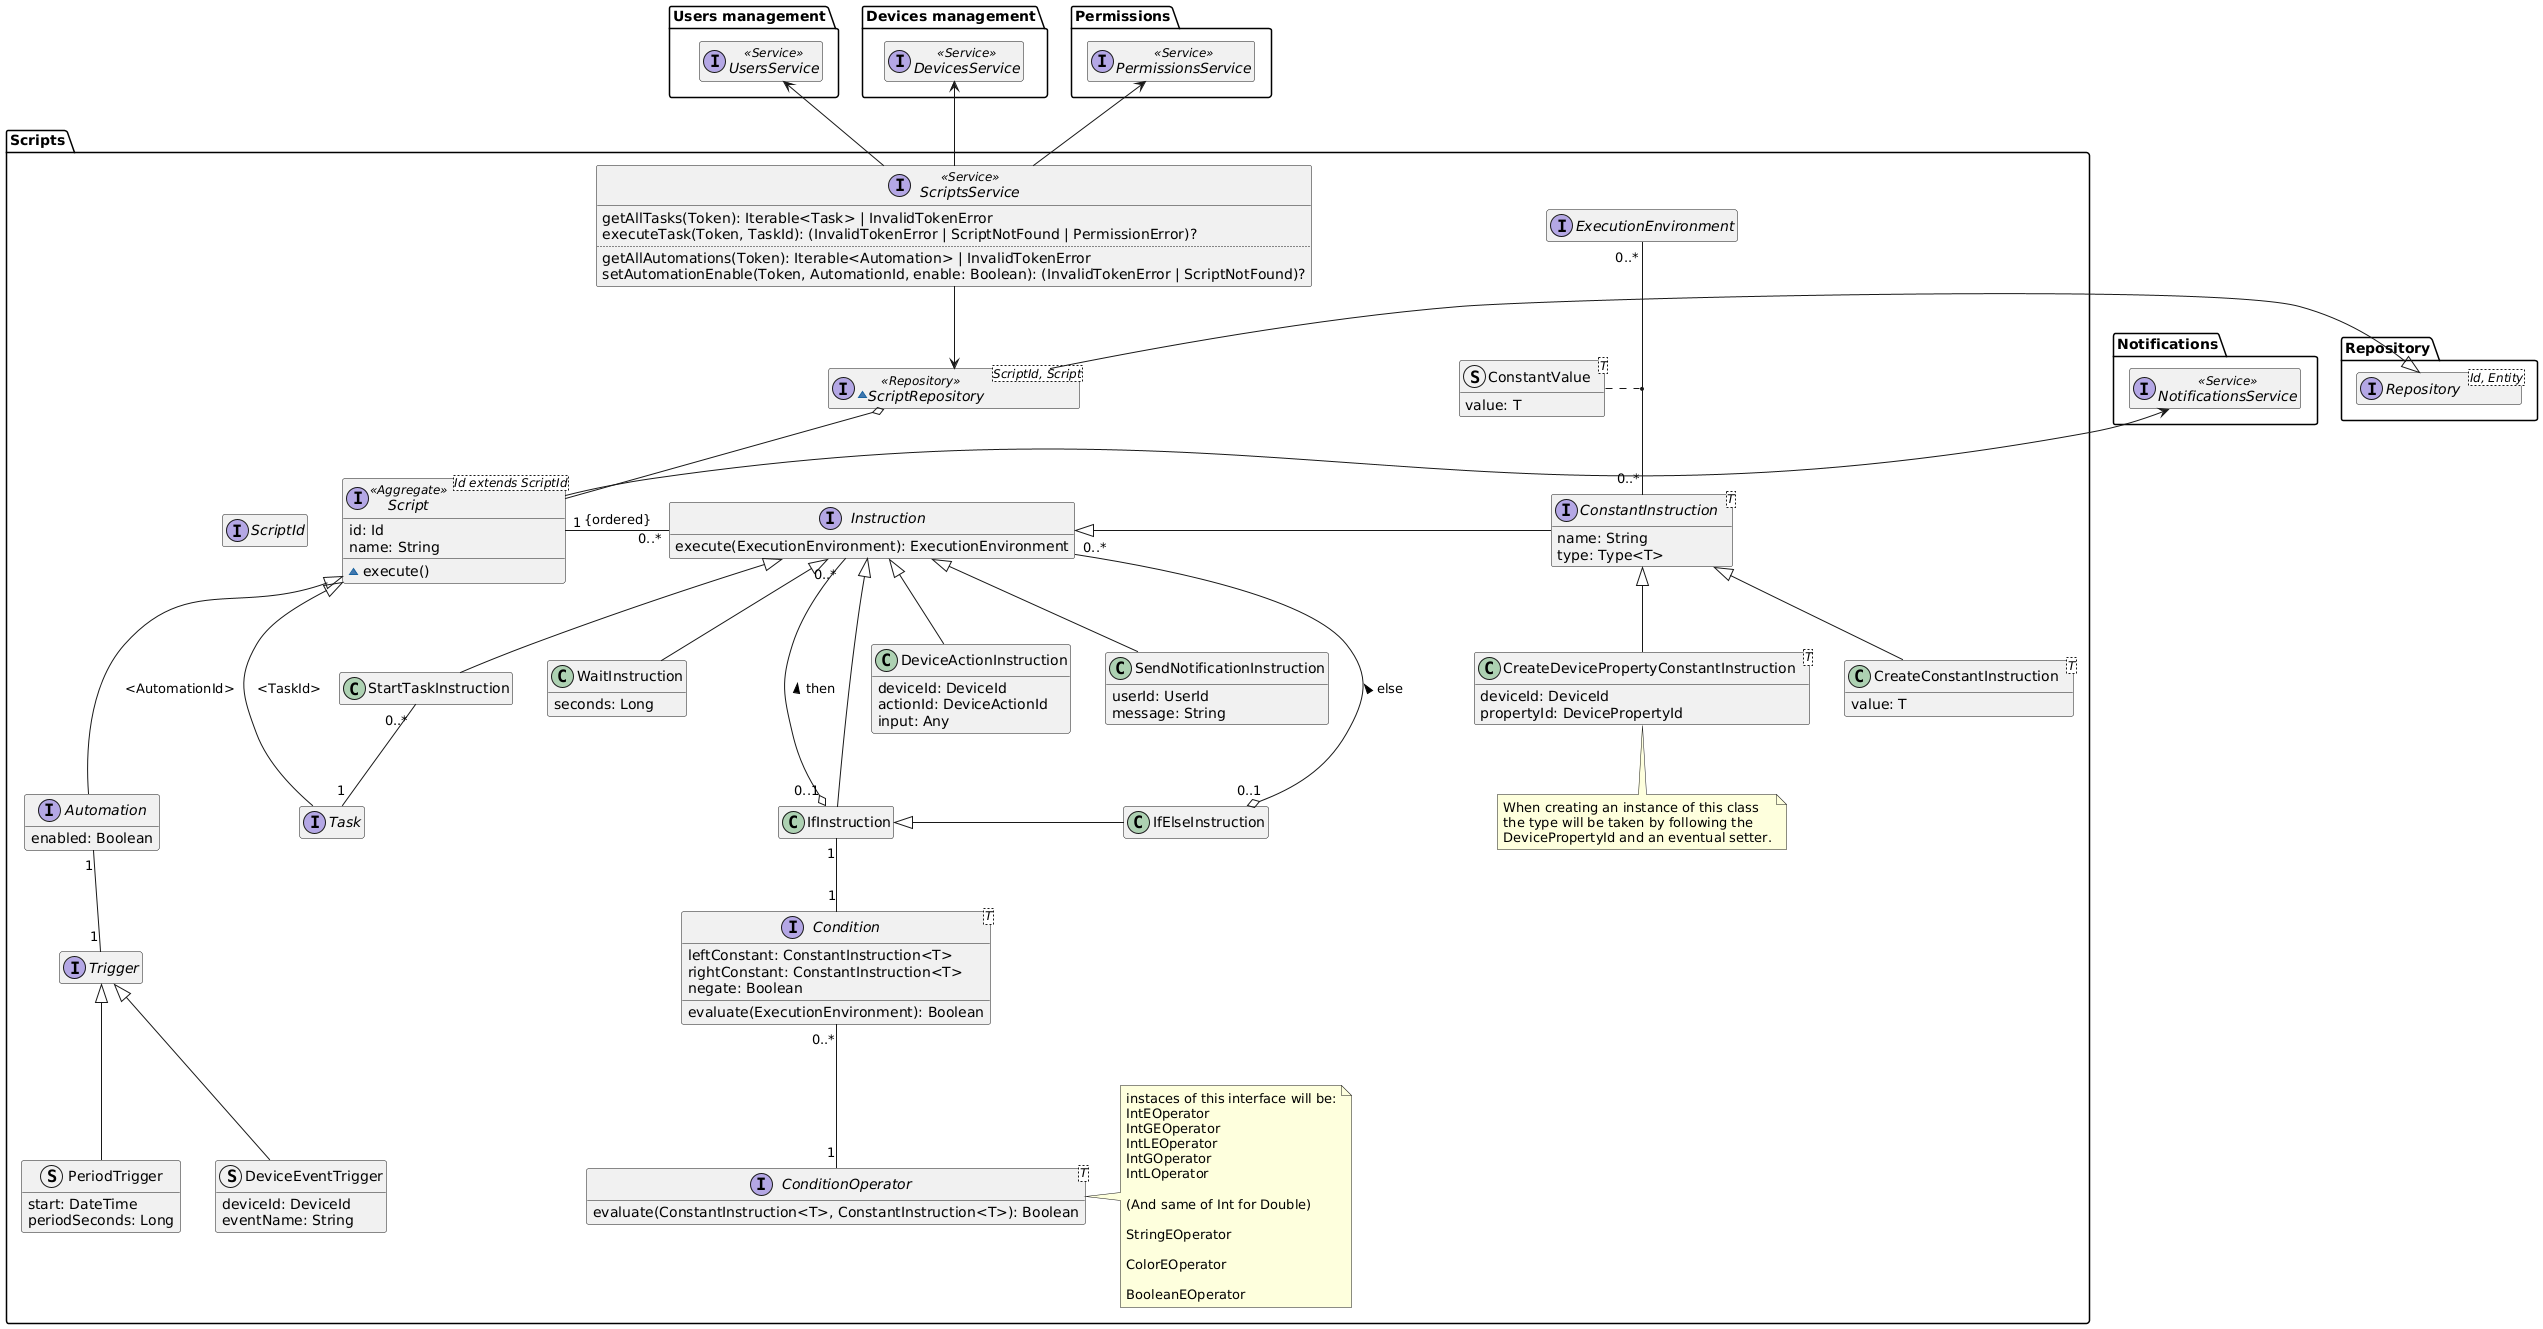 Users management
«Service»
UsersService
Devices management
«Service»
DevicesService
Permissions
«Service»
PermissionsService
Scripts
«Service»
ScriptsService
getAllTasks(Token): Iterable<Task> | InvalidTokenError
executeTask(Token, TaskId): (InvalidTokenError | ScriptNotFound | PermissionError)?
getAllAutomations(Token): Iterable<Automation> | InvalidTokenError
setAutomationEnable(Token, AutomationId, enable: Boolean): (InvalidTokenError | ScriptNotFound)?
ExecutionEnvironment
0..*
ConstantValue
T
value: T
0..*
Notifications
«Service»
NotificationsService
Repository
Repository
Id, Entity
«Repository»
ScriptRepository
ScriptId, Script
ScriptId
«Aggregate»
Script
Id extends ScriptId
id: Id
name: String
execute()
1
{ordered}
0..*
Instruction
execute(ExecutionEnvironment): ExecutionEnvironment
0..*
0..*
ConstantInstruction
T
name: String
type: Type<T>
<AutomationId>
<TaskId>
StartTaskInstruction
0..*
1
WaitInstruction
seconds: Long
then
DeviceActionInstruction
deviceId: DeviceId
actionId: DeviceActionId
input: Any
SendNotificationInstruction
userId: UserId
message: String
else
CreateDevicePropertyConstantInstruction
T
deviceId: DeviceId
propertyId: DevicePropertyId
CreateConstantInstruction
T
value: T
Automation
enabled: Boolean
1
Task
0..1
IfInstruction
1
0..1
IfElseInstruction
When creating an instance of this class
the type will be taken by following the
DevicePropertyId and an eventual setter.
1
Trigger
1
Condition
T
leftConstant: ConstantInstruction<T>
rightConstant: ConstantInstruction<T>
negate: Boolean
evaluate(ExecutionEnvironment): Boolean
0..*
1
PeriodTrigger
start: DateTime
periodSeconds: Long
DeviceEventTrigger
deviceId: DeviceId
eventName: String
ConditionOperator
T
evaluate(ConstantInstruction<T>, ConstantInstruction<T>): Boolean
instaces of this interface will be:
IntEOperator
IntGEOperator
IntLEOperator
IntGOperator
IntLOperator
(And same of Int for Double)
StringEOperator
ColorEOperator
BooleanEOperator